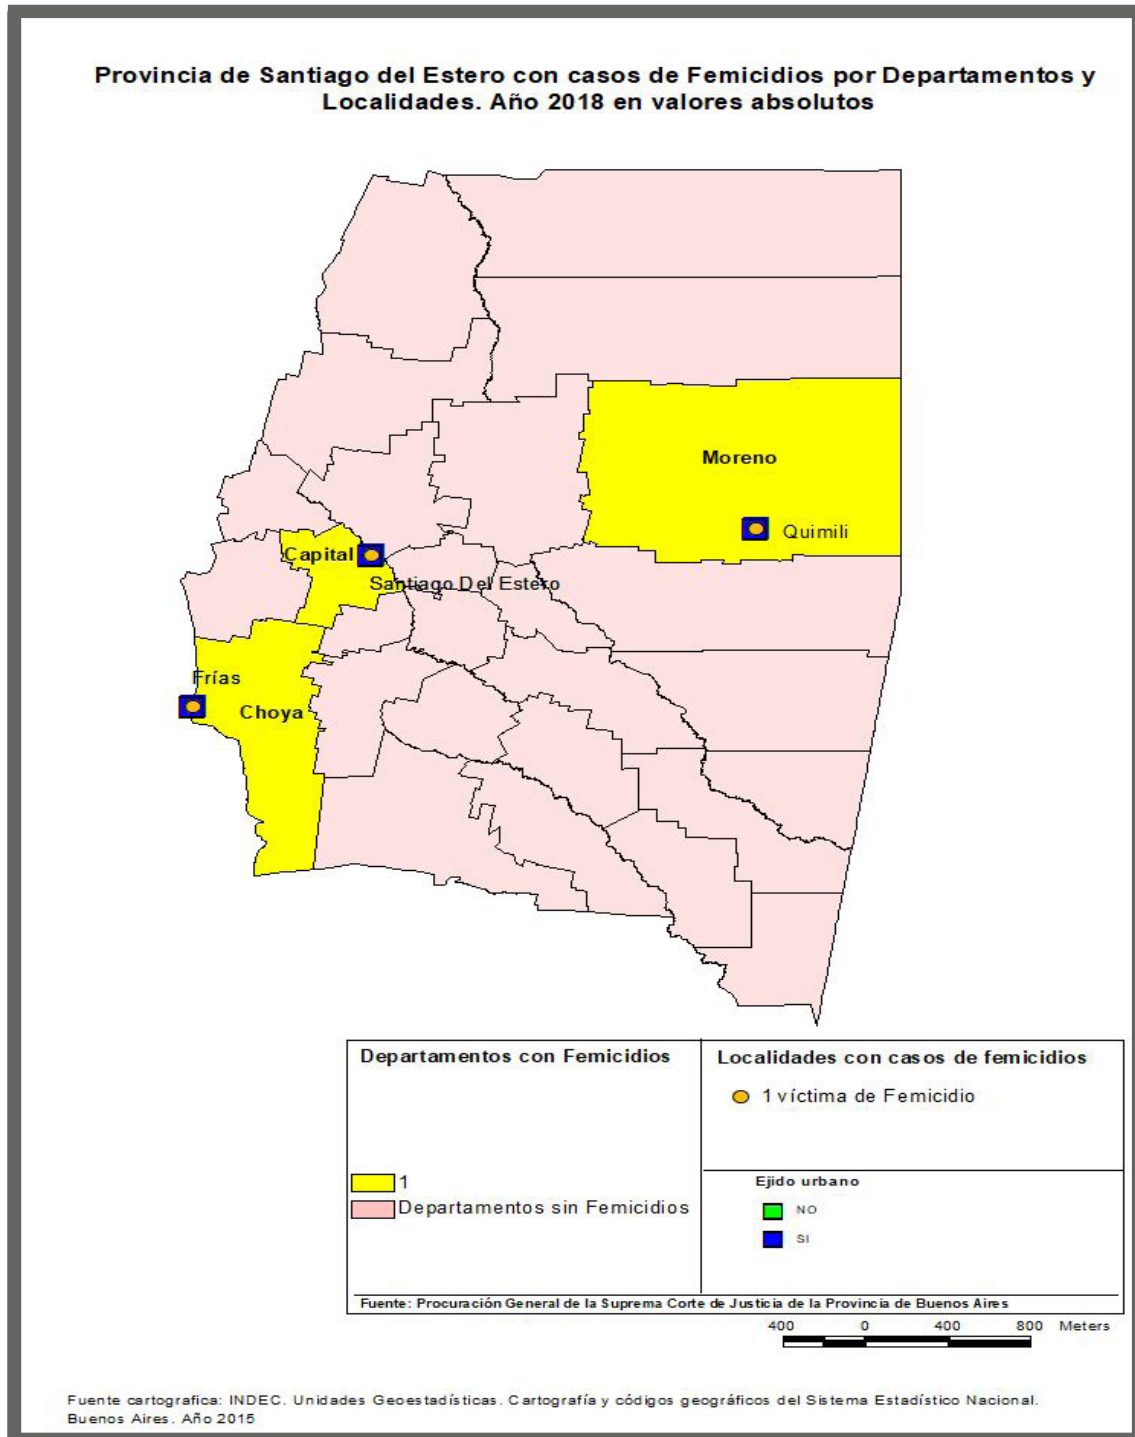 Provincia de Santiago del Estero con casos de Femicidios por Departamentos y
Localidades. Año 2018 en valores absolutos
Moreno
Quimili
Capital
Santiago Del Estero
Frías
Choya
Departamentos con Femicidios
1
Departamentos sin Femicidios
Localidades con casos de femicidios
1 víctima de Femicidio
Ejido urbano
NO
SI
Fuente: Procuración General de la Suprema Corte de Justicia de la Provincia de Buenos Aires
400 0 400 800 Meters
Fuente cartografica: INDEC. Unidades Geoestadísticas. Cartografía y códigos geográficos del Sistema Estadístico Nacional.
Buenos Aires. Año 2015